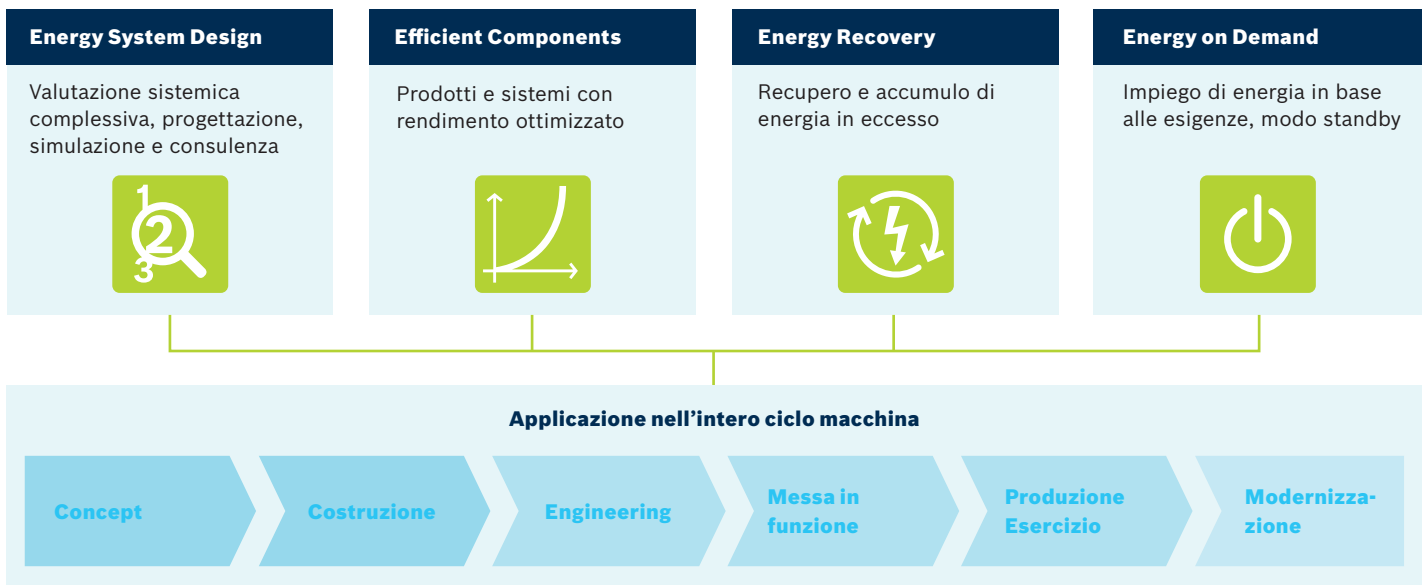 Energy System Design
Valutazione sistemica
complessiva, progettazione,
simulazione e consulenza
1
2
3
Efficient Components
Prodotti e sistemi con
rendimento ottimizzato
Energy Recovery
Recupero e accumulo di
energia in eccesso
Energy on Demand
Impiego di energia in base
alle esigenze, modo standby
Applicazione nell’intero ciclo macchina
Concept
Costruzione
Engineering
Messa in
funzione
Produzione
Esercizio
Modernizza-
zione